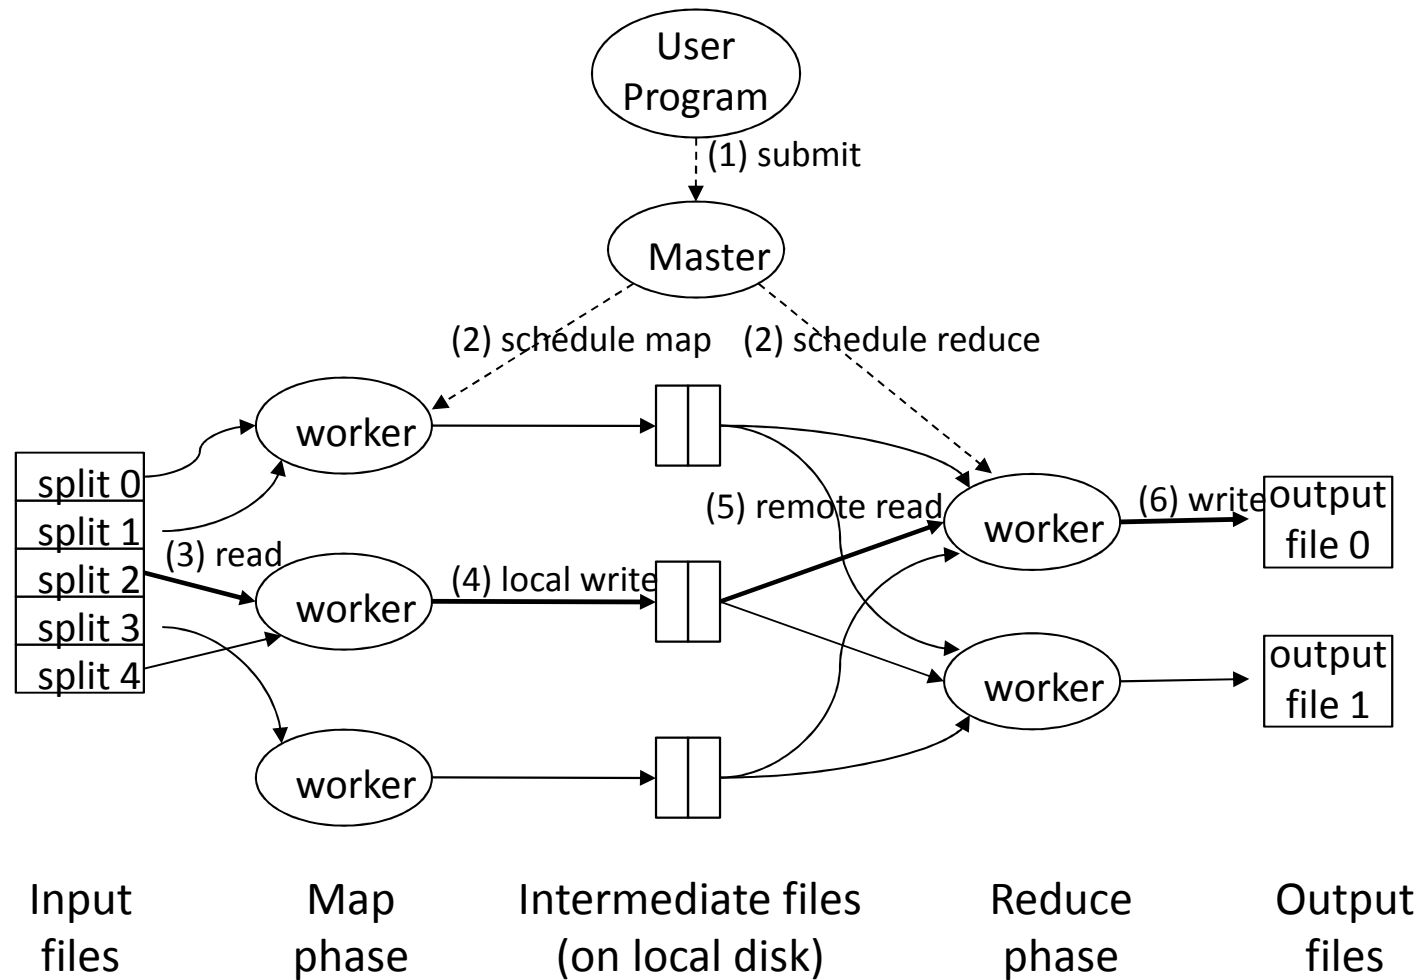 User
Program
(1) submit
Master
(2) schedule map
(2) schedule reduce
worker
split 0
split 1
split 2
split 3
split 4
(3) read
worker
(4) local write
worker
(5) remote read
worker
(6) write
output
file 0
worker
output
file 1
Input
files
Map
phase
Intermediate files
(on local disk)
Reduce
phase
Output
files